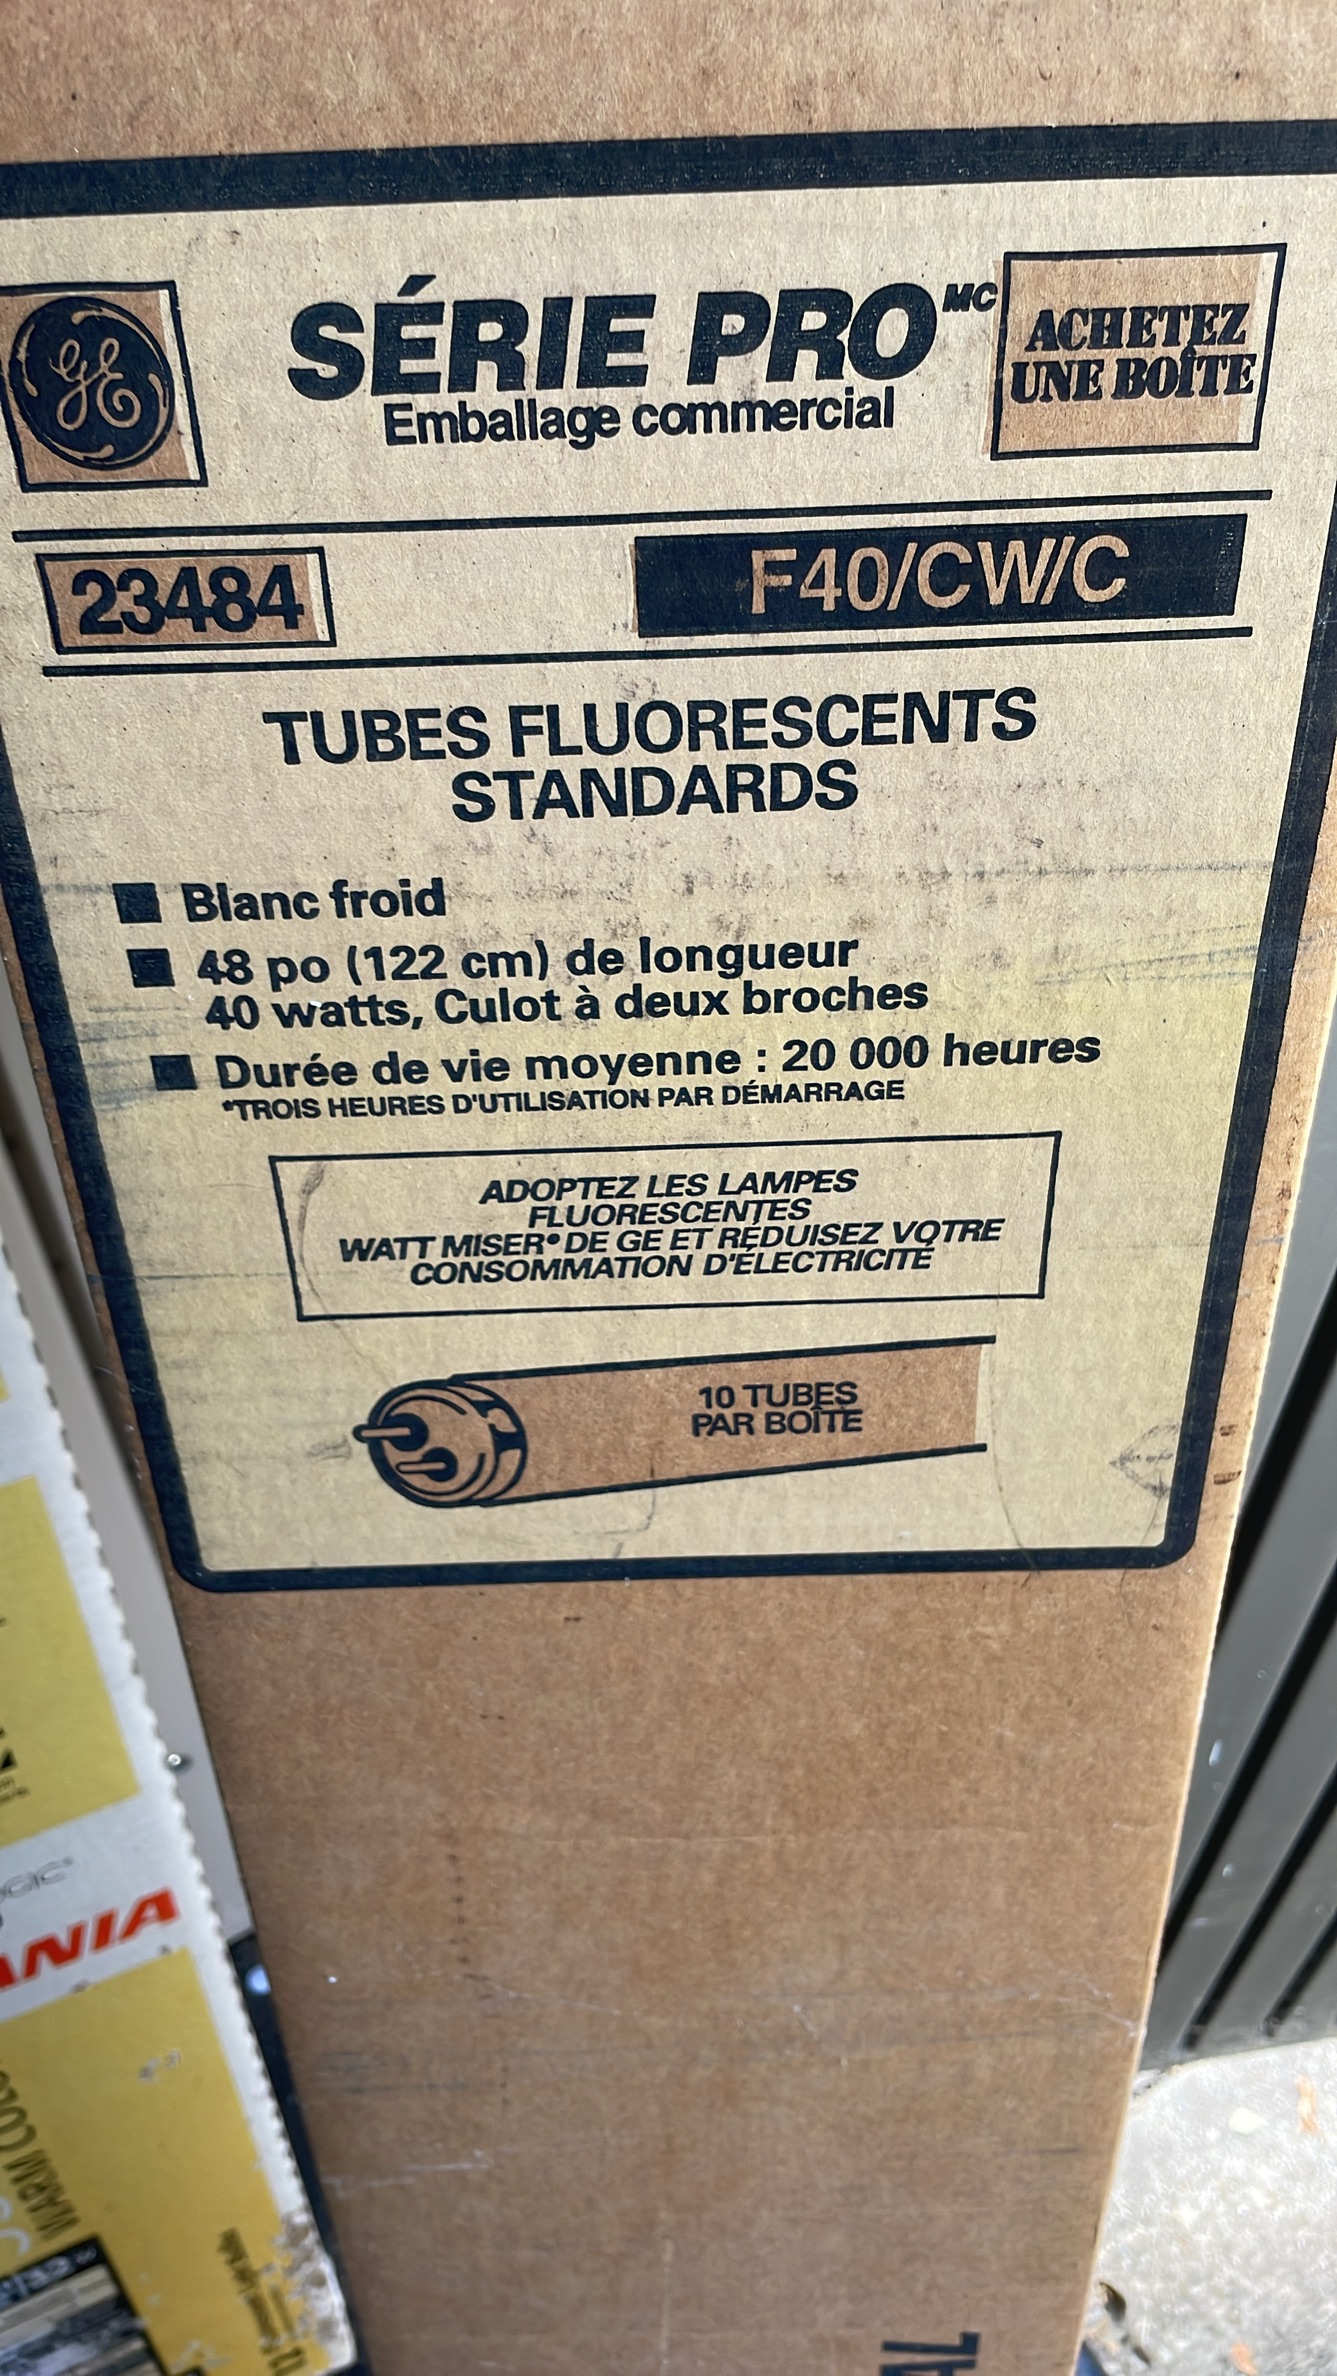 GE
SÉRIE PRO MC
Emballage commercial
ACHETEZ
UNE BOÎTE
23484
F40/CW/C
TUBES FLUORESCENTS
STANDARDS
■ Blanc froid
■ 48 po (122 cm) de longueur
40 watts, Culot à deux broches
■ Durée de vie moyenne : 20 000 heures
*TROIS HEURES D'UTILISATION PAR DÉMARRAGE
ADOPTEZ LES LAMPES
FLUORESCENTES
WATT MISER® DE GE ET RÉDUISEZ VOTRE
CONSOMMATION D'ÉLECTRICITÉ
10 TUBES
PAR BOÎTE
ANIA
WARM